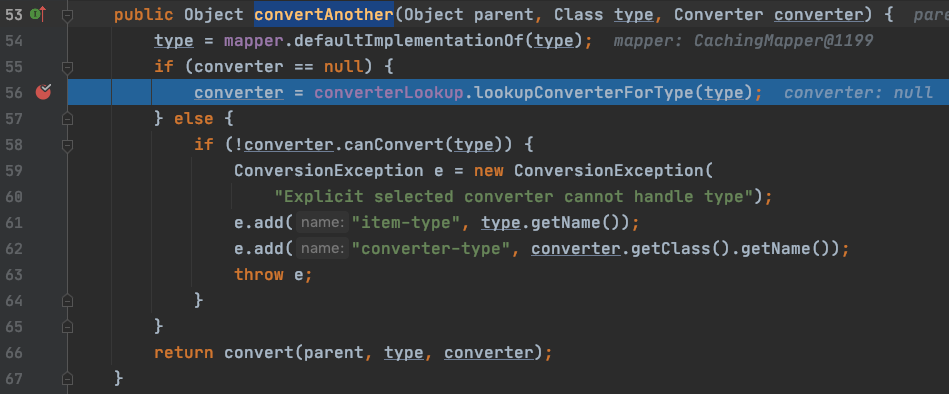 53 public Object convertAnother(Object parent, Class type, Converter converter) { pare
54 type = mapper.defaultImplementationOf(type); mapper: CachingMapper@1199
55 if (converter == null) {
56 converter = converterLookup.lookupConverterForType(type); converter: null
57 } else {
58 if (!converter.canConvert(type)) {
59 ConversionException e = new ConversionException(
60 "Explicit selected converter cannot handle type");
61 e.add( name: "item-type", type.getName());
62 e.add( name: "converter-type", converter.getClass().getName());
63 throw e;
64 }
65 }
66 return convert(parent, type, converter);
67 }